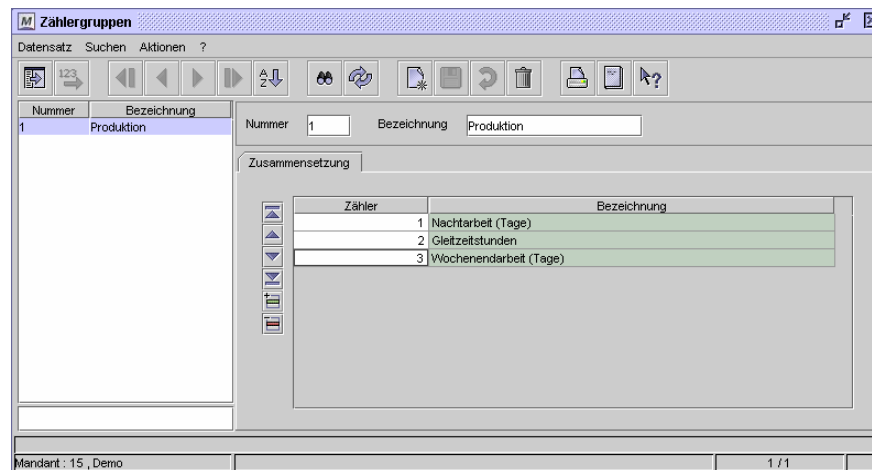 M Zählergruppen
Datensatz Suchen Aktionen ?
123 A Z ?
Nummer Bezeichnung
1 Produktion
Nummer 1 Bezeichnung Produktion
Zusammensetzung
Zähler Bezeichnung
1 Nachtarbeit (Tage)
2 Gleitzeitstunden
3 Wochenendarbeit (Tage)
Mandant : 15 , Demo 1 / 1